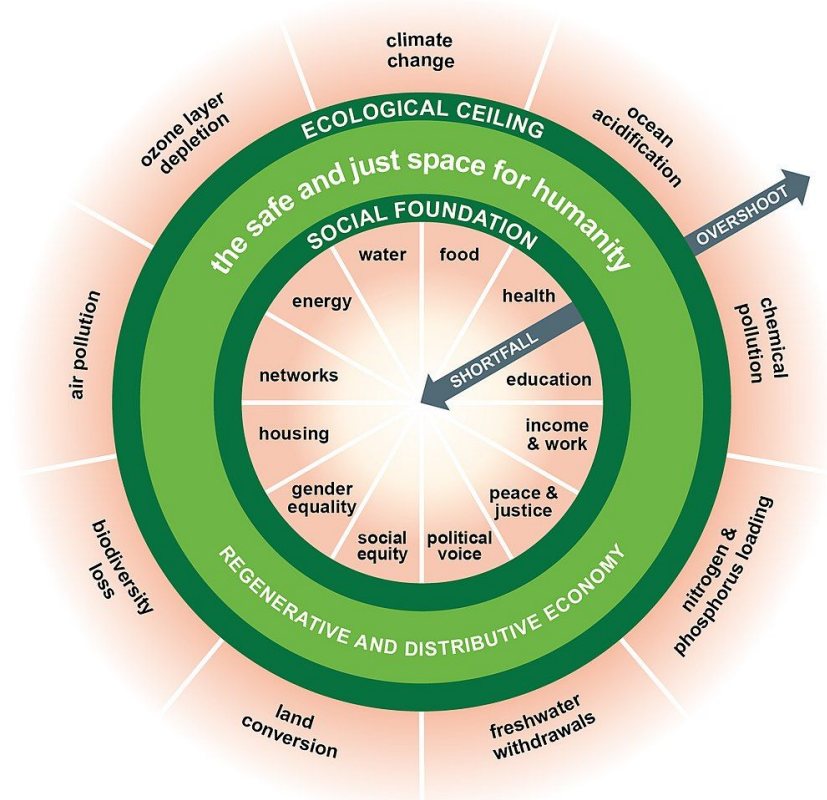 climate
change
ocean
acidification
chemical
pollution
nitrogen &
phosphorus loading
freshwater
withdrawals
land
conversion
biodiversity
loss
air pollution
ozone layer
depletion
OVERSHOOT
ECOLOGICAL CEILING
the safe and just space for humanity
SOCIAL FOUNDATION
water
food
health
SHORTFALL
education
income
& work
peace &
justice
political
voice
social
equity
gender
equality
housing
networks
energy
REGENERATIVE AND DISTRIBUTIVE ECONOMY